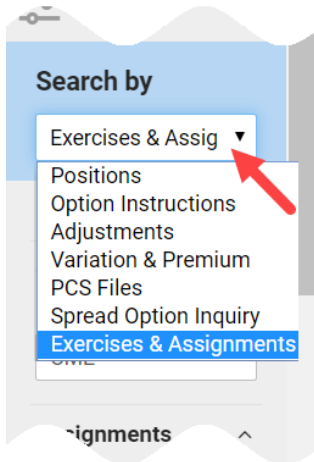 Search by
Exercises & Assig
Positions
Option Instructions
Adjustments
Variation & Premium
PCS Files
Spread Option Inquiry
Exercises & Assignments